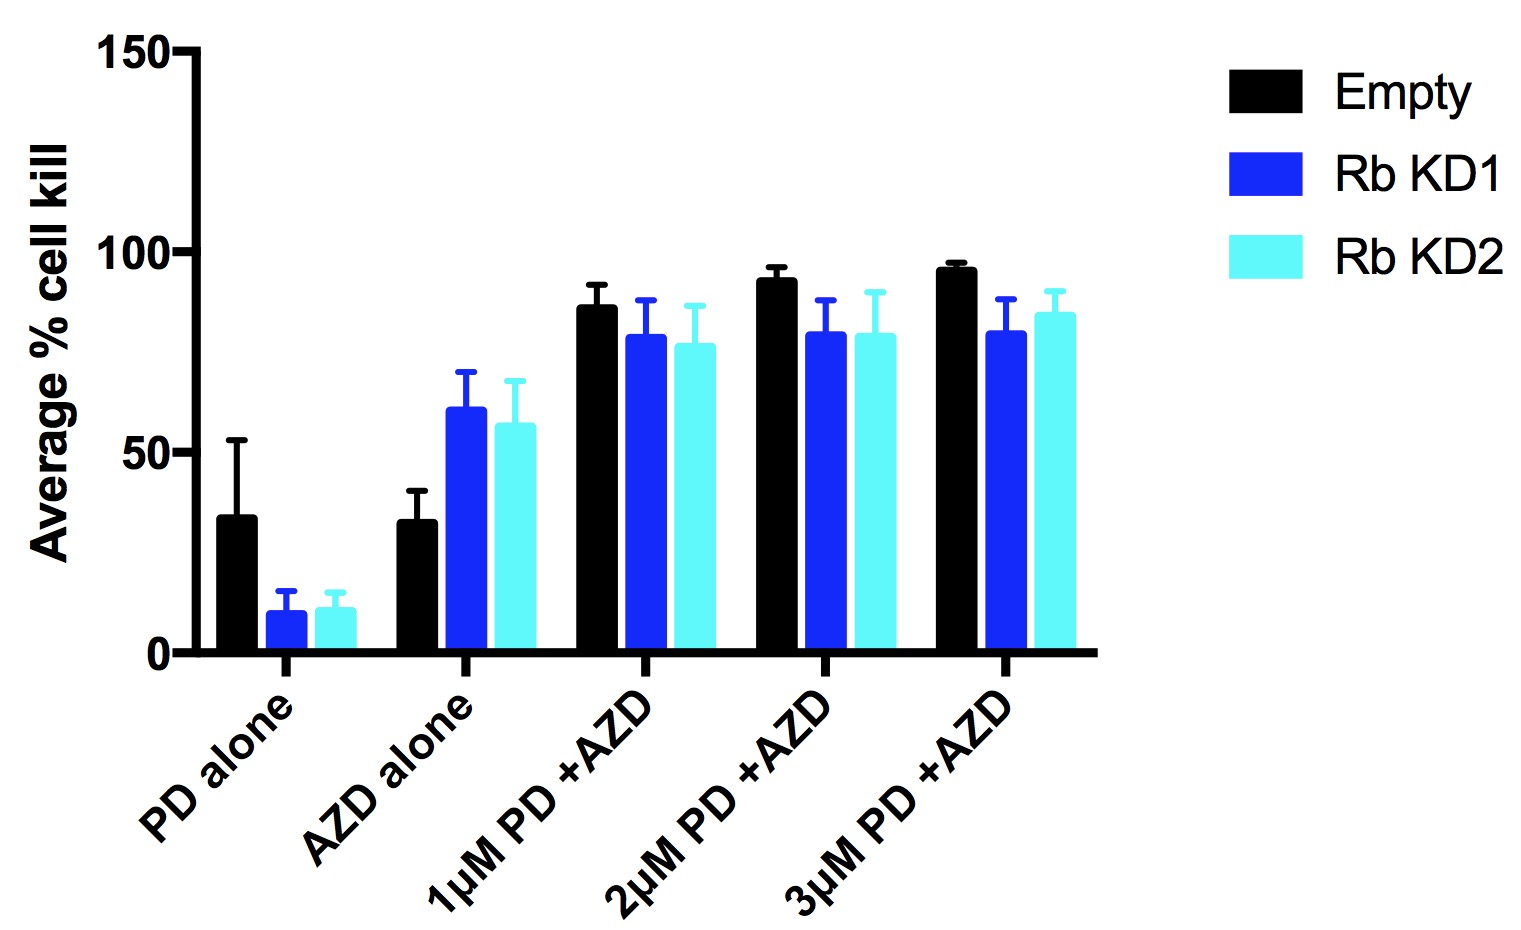 Average % cell kill
150
100
50
0
PD alone
AZD alone
1µM PD +AZD
2µM PD +AZD
3µM PD +AZD
Empty
Rb KD1
Rb KD2